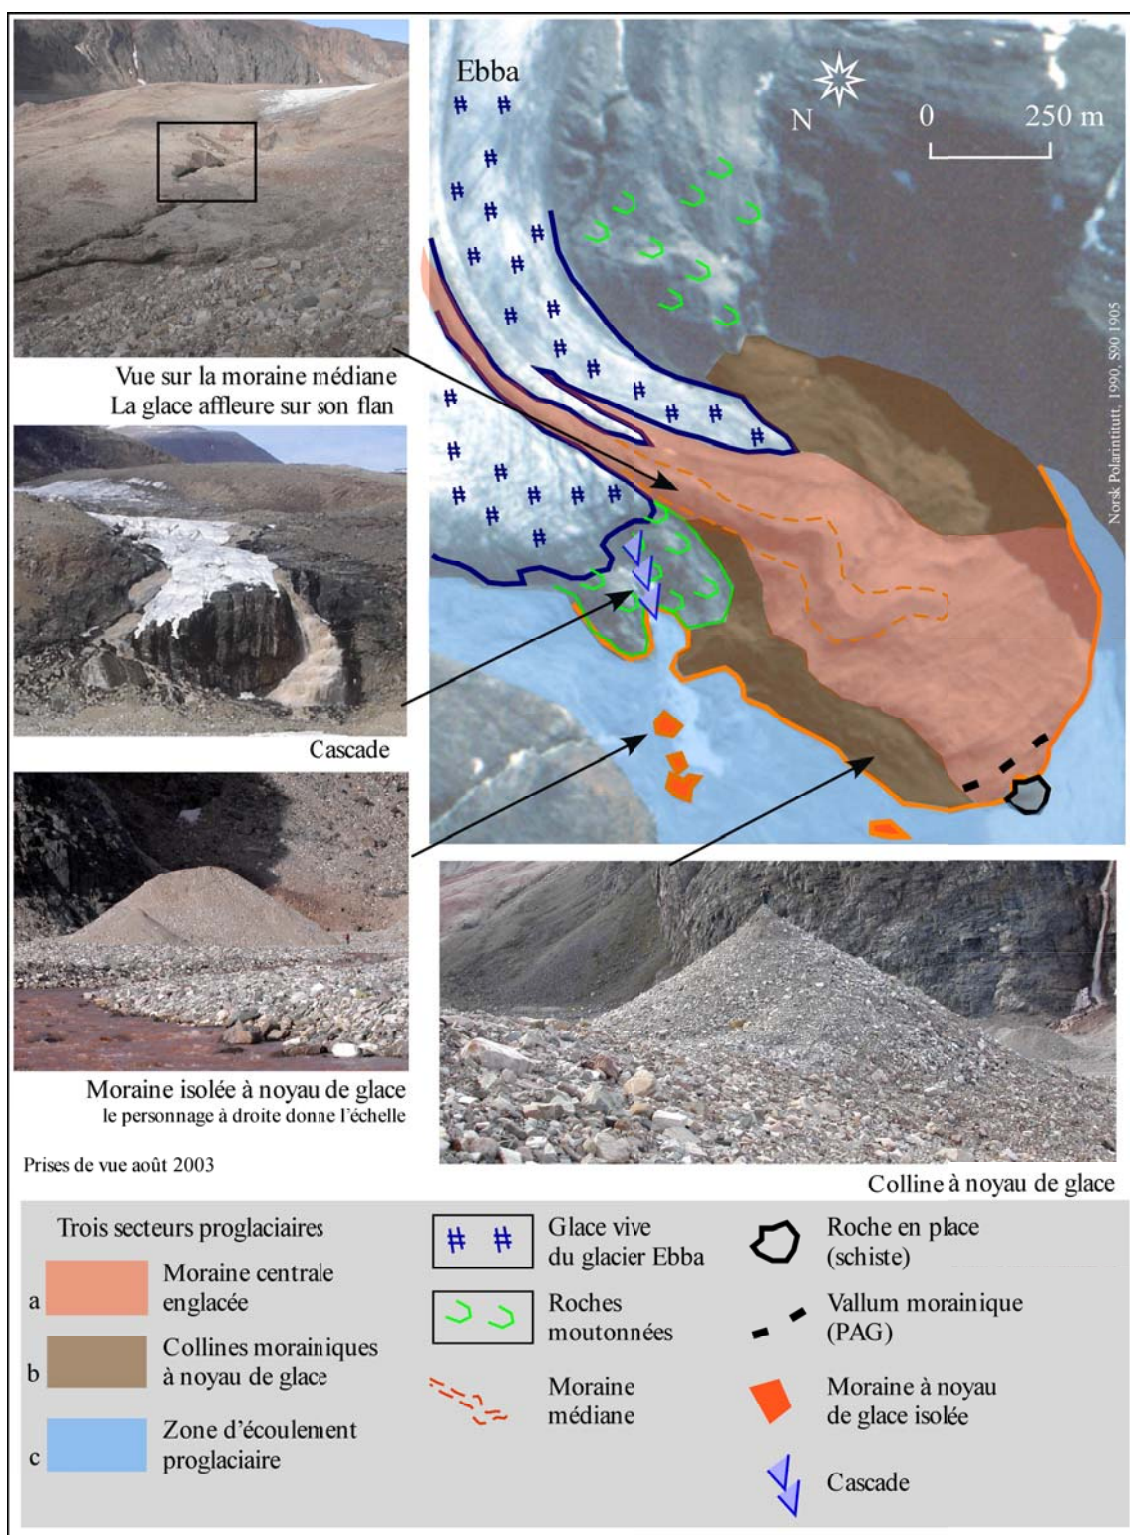 Ebba
N
0 250 m
Norsk Polarintitutt, 1990, S90 1905
Vue sur la moraine médiane
La glace affleure sur son flan
Cascade
Moraine isolée à noyau de glace
le personnage à droite donne l'échelle
Prises de vue août 2003
Colline à noyau de glace
Trois secteurs proglaciaires
a
Moraine centrale
englacée
b
Collines morainiques
à noyau de glace
c
Zone d'écoulement
proglaciaire
Glace vive
du glacier Ebba
Roches
moutonnées
Moraine
médiane
Roche en place
(schiste)
Vallum morainique
(PAG)
Moraine à noyau
de glace isolée
Cascade